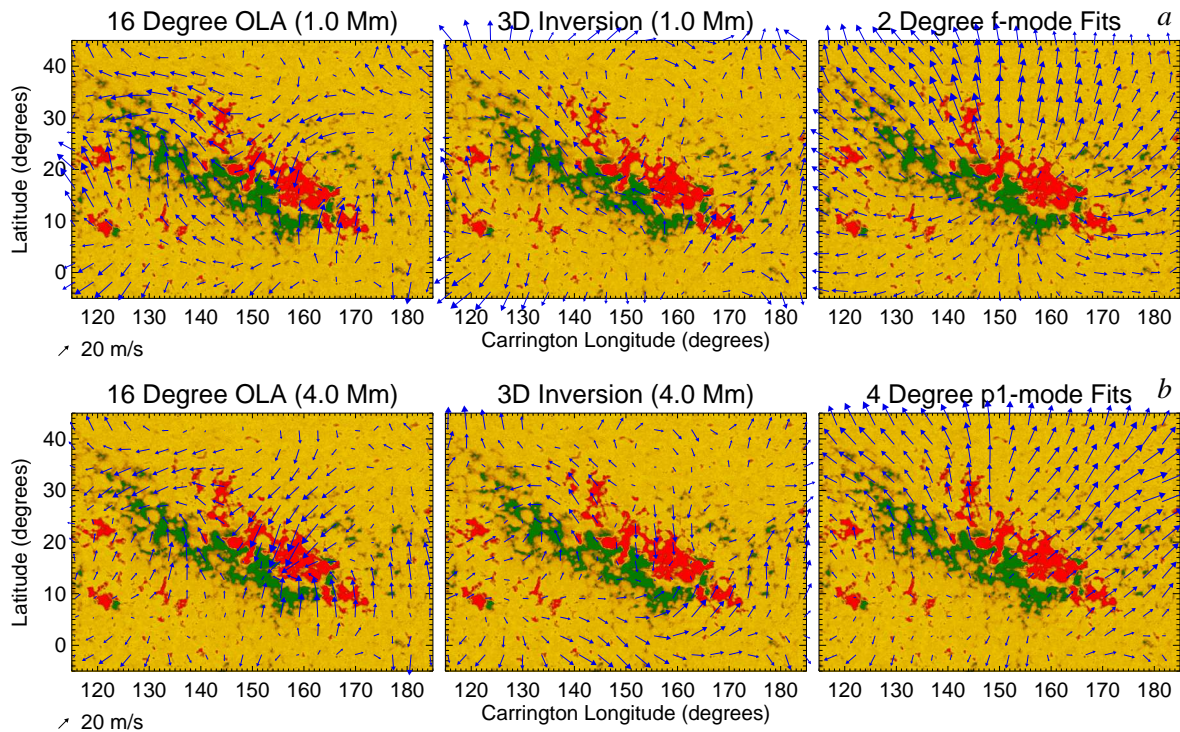 16 Degree OLA (1.0 Mm) 3D Inversion (1.0 Mm) 2 Degree f-mode Fits a
Latitude (degrees)
40
30
20
10
0
120 130 140 150 160 170 180 120 130 140 150 160 170 180 120 130 140 150 160 170 180
Carrington Longitude (degrees)
20 m/s
16 Degree OLA (4.0 Mm) 3D Inversion (4.0 Mm) 4 Degree p1-mode Fits b
Latitude (degrees)
40
30
20
10
0
120 130 140 150 160 170 180 120 130 140 150 160 170 180 120 130 140 150 160 170 180
Carrington Longitude (degrees)
20 m/s